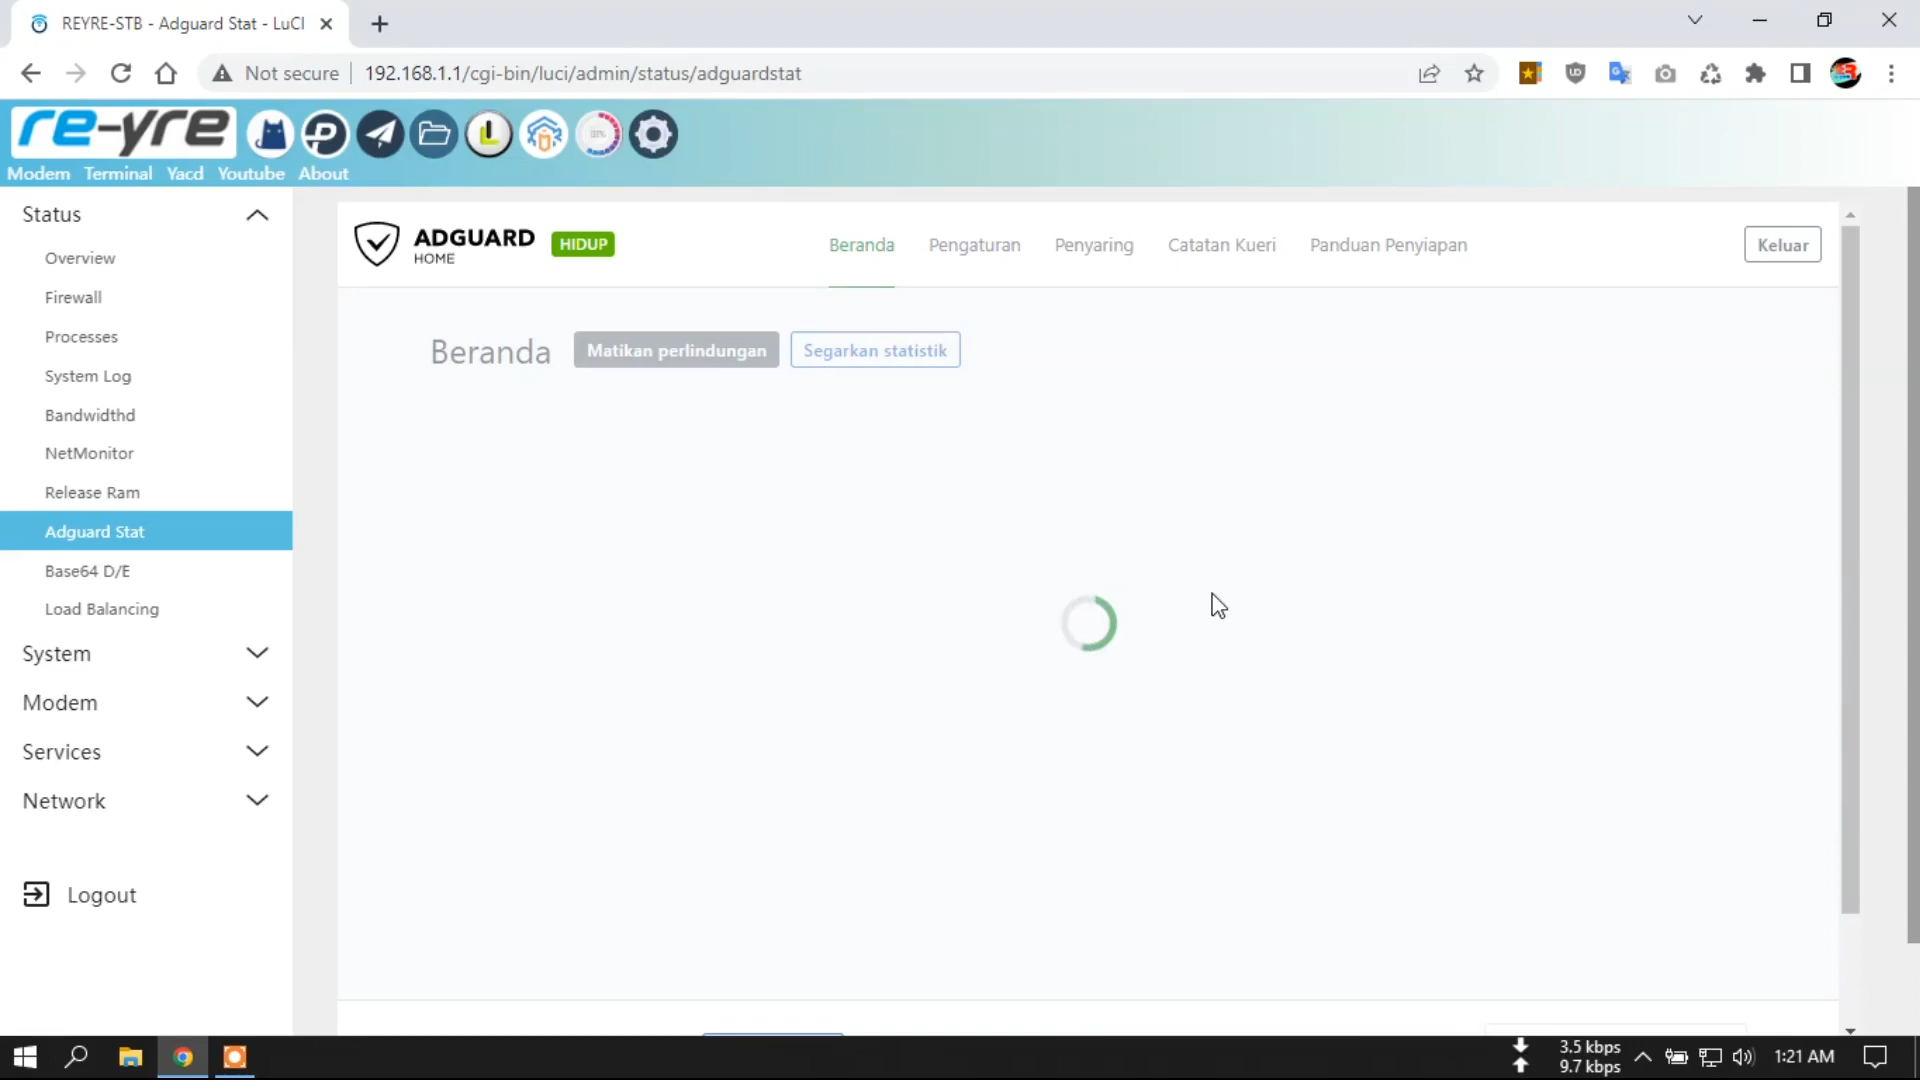 REYRE-STB - Adguard Stat - LuCI
Not secure
192.168.1.1/cgi-bin/luci/admin/status/adguardstat
re-yre
Modem Terminal Yacd Youtube About
Status
Overview
Firewall
Processes
System Log
Bandwidthd
NetMonitor
Release Ram
Adguard Stat
Base64 D/E
Load Balancing
System
Modem
Services
Network
Logout
ADGUARD
HOME
HIDUP
Beranda
Pengaturan
Penyaring
Catatan Kueri
Panduan Penyiapan
Keluar
Beranda
Matikan perlindungan
Segarkan statistik
3.5 kbps
9.7 kbps
1:21 AM